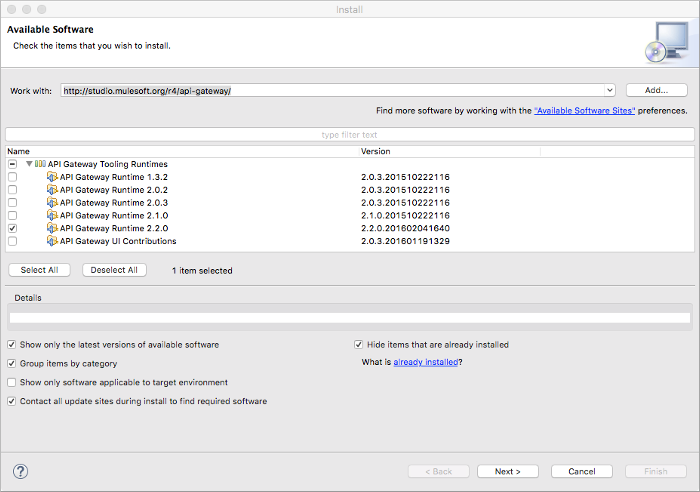 Install
Available Software
Check the items that you wish to install.
Work with: http://studio.mulesoft.org/r4/api-gateway/ Add...
Find more software by working with the "Available Software Sites" preferences.
type filter text
Name Version
API Gateway Tooling Runtimes
API Gateway Runtime 1.3.2 2.0.3.201510222116
API Gateway Runtime 2.0.2 2.0.3.201510222116
API Gateway Runtime 2.0.3 2.0.3.201510222116
API Gateway Runtime 2.1.0 2.1.0.201510222116
API Gateway Runtime 2.2.0 2.2.0.201602041640
API Gateway UI Contributions 2.0.3.201601191329
Select All Deselect All 1 item selected
Details
Show only the latest versions of available software Hide items that are already installed
Group items by category What is already installed?
Show only software applicable to target environment
Contact all update sites during install to find required software
? < Back Next > Cancel Finish